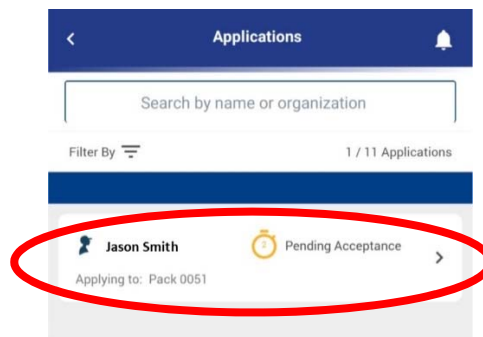 Applications
Search by name or organization
Filter By
1 / 11 Applications
Jason Smith
2
Pending Acceptance
Applying to: Pack 0051